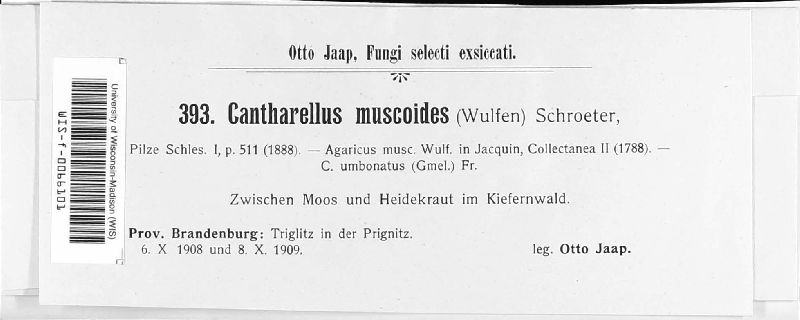 Otto Jaap, Fungi selecti exsiccati.
393. Cantharellus muscoides (Wulfen) Schroeter,
Pilze Schles. I, p. 511 (1888). — Agaricus musc. Wulf. in Jacquin, Collectanea II (1788). —
C. umbonatus (Gmel.) Fr.
Zwischen Moos und Heidekraut im Kiefernwald.
Prov. Brandenburg: Triglitz in der Prignitz.
6. X 1908 und 8. X. 1909.
leg. Otto Jaap.
University of Wisconsin-Madison (WIS)